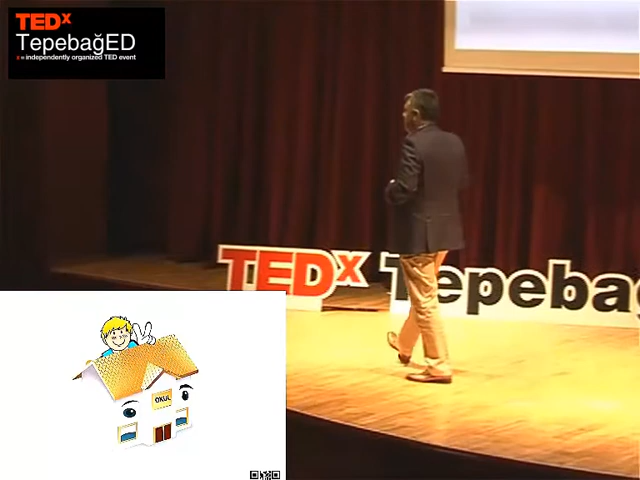 TEDx
TepebağED
x = independently organized TED event
TEDx
Tepebağ
OKUL